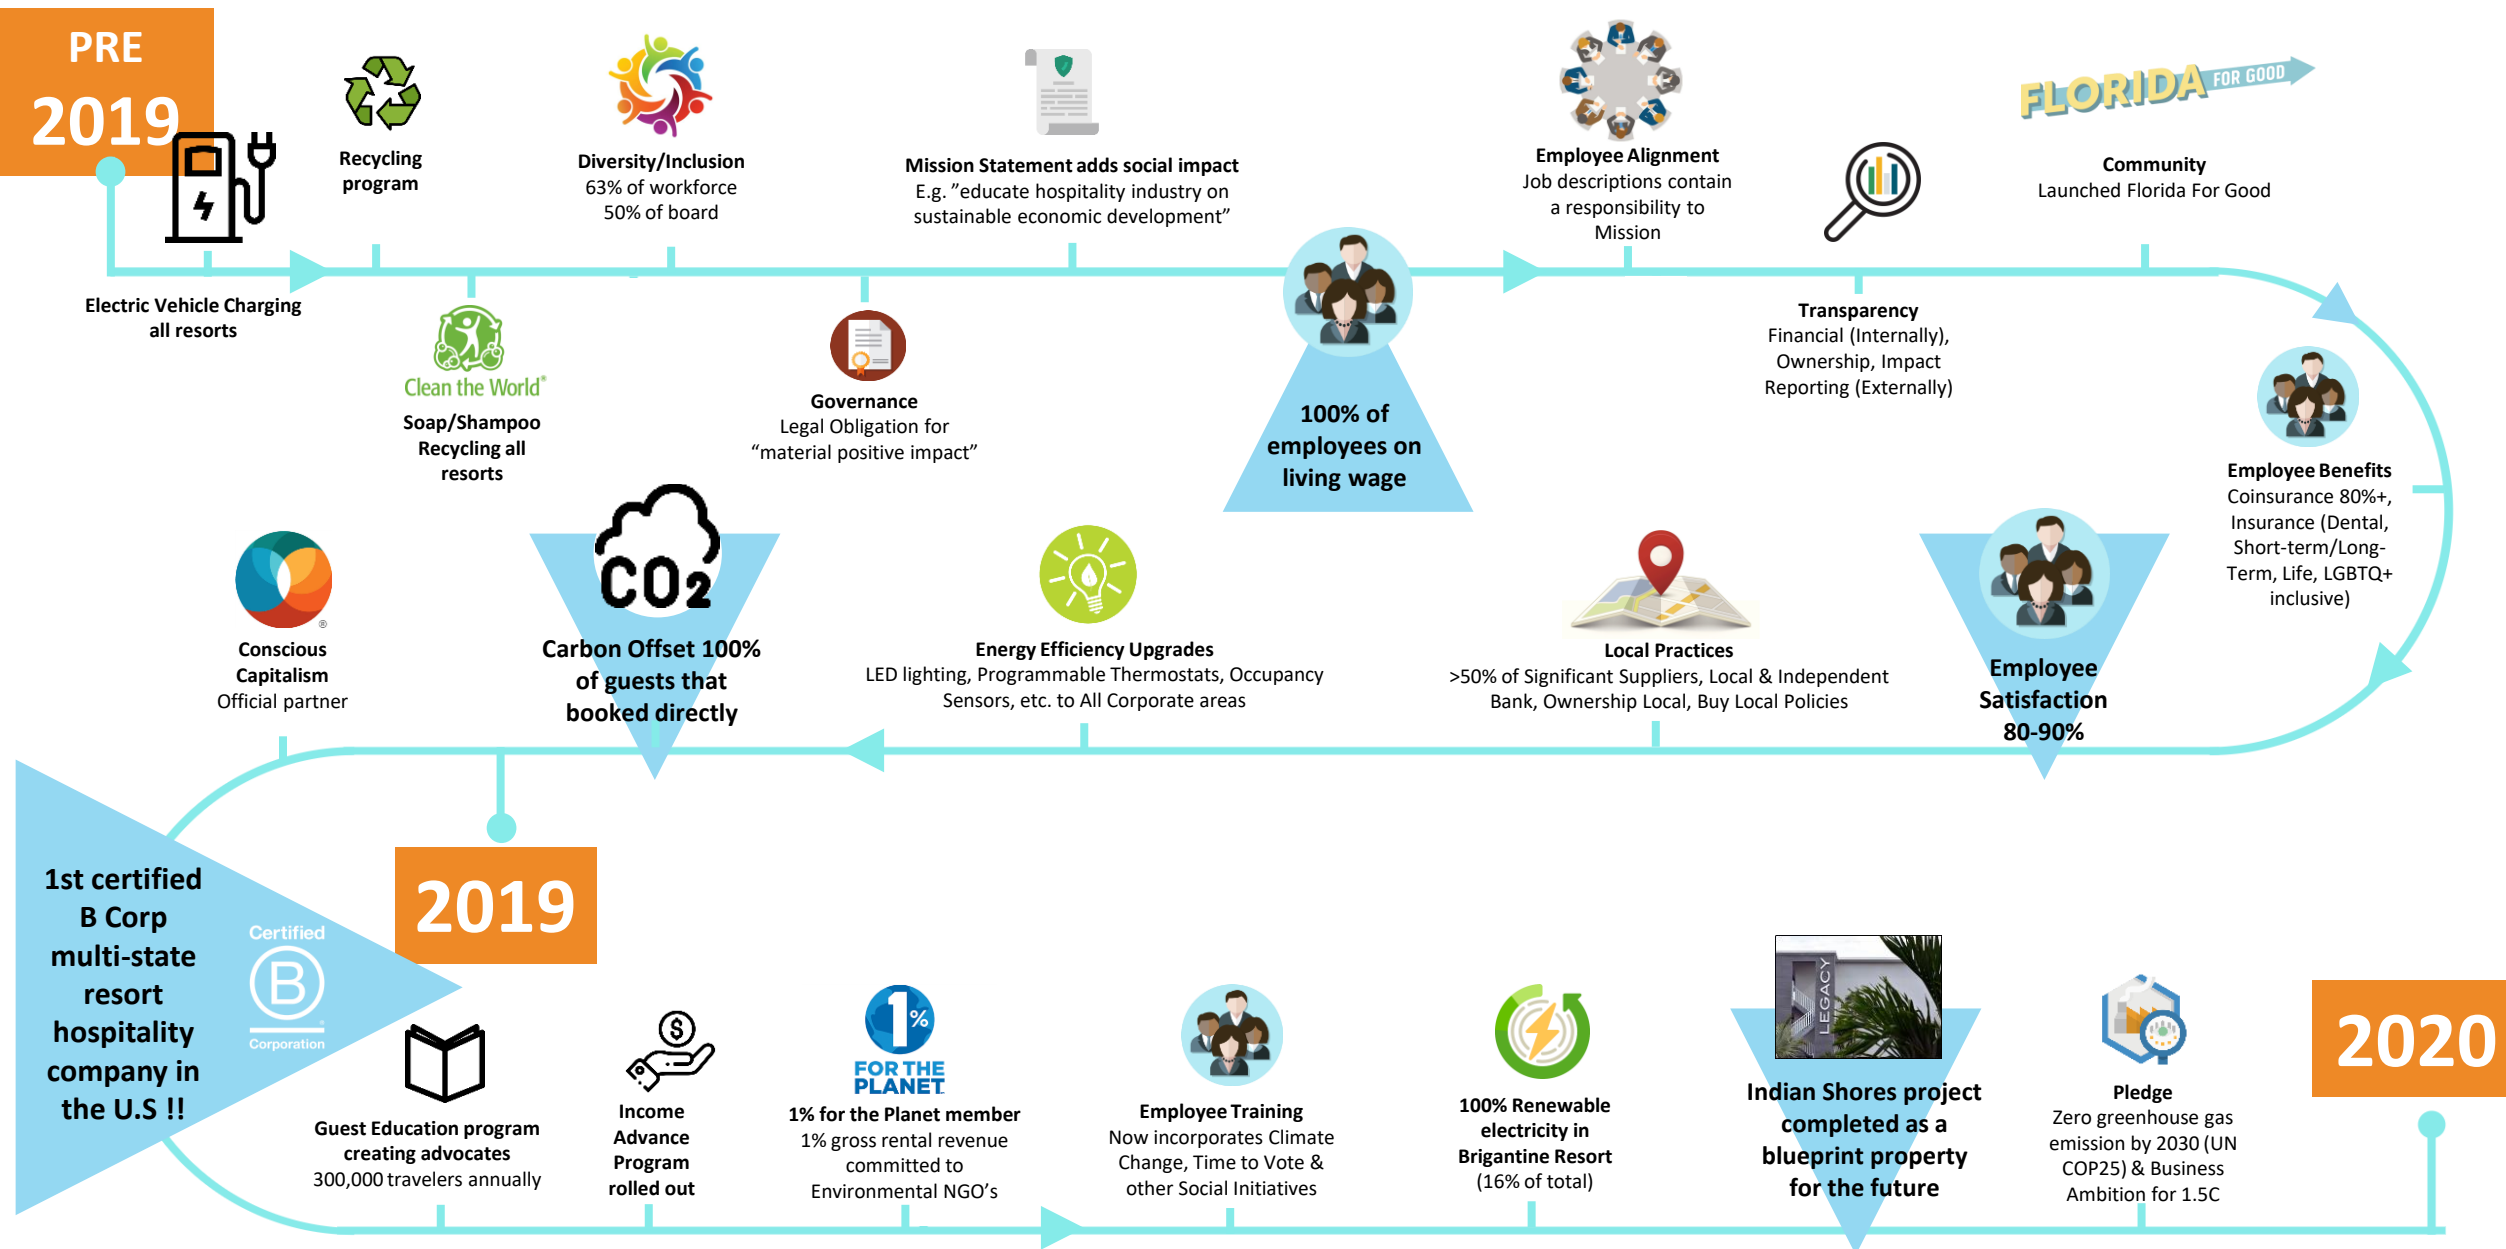 PRE
2019
Electric Vehicle Charging
all resorts
Recycling
program
Clean the World®
Soap/Shampoo
Recycling all
resorts
Diversity/Inclusion
63% of workforce
50% of board
Governance
Legal Obligation for
“material positive impact”
Mission Statement adds social impact
E.g. ”educate hospitality industry on
sustainable economic development”
100% of
employees on
living wage
Employee Alignment
Job descriptions contain
a responsibility to
Mission
Transparency
Financial (Internally),
Ownership, Impact
Reporting (Externally)
FLORIDA FOR GOOD
Community
Launched Florida For Good
Employee Benefits
Coinsurance 80%+,
Insurance (Dental,
Short-term/Long-
Term, Life, LGBTQ+
inclusive)
Employee
Satisfaction
80-90%
Local Practices
>50% of Significant Suppliers, Local & Independent
Bank, Ownership Local, Buy Local Policies
Energy Efficiency Upgrades
LED lighting, Programmable Thermostats, Occupancy
Sensors, etc. to All Corporate areas
CO2
Carbon Offset 100%
of guests that
booked directly
2019
®
Conscious
Capitalism
Official partner
1st certified
B Corp
multi-state
resort
hospitality
company in
the U.S !!
Certified
B
Corporation
Guest Education program
creating advocates
300,000 travelers annually
$
Income
Advance
Program
rolled out
1%
FOR THE
PLANET
1% for the Planet member
1% gross rental revenue
committed to
Environmental NGO’s
Employee Training
Now incorporates Climate
Change, Time to Vote &
other Social Initiatives
100% Renewable
electricity in
Brigantine Resort
(16% of total)
LEGACY
Indian Shores project
completed as a
blueprint property
for the future
Pledge
Zero greenhouse gas
emission by 2030 (UN
COP25) & Business
Ambition for 1.5C
2020